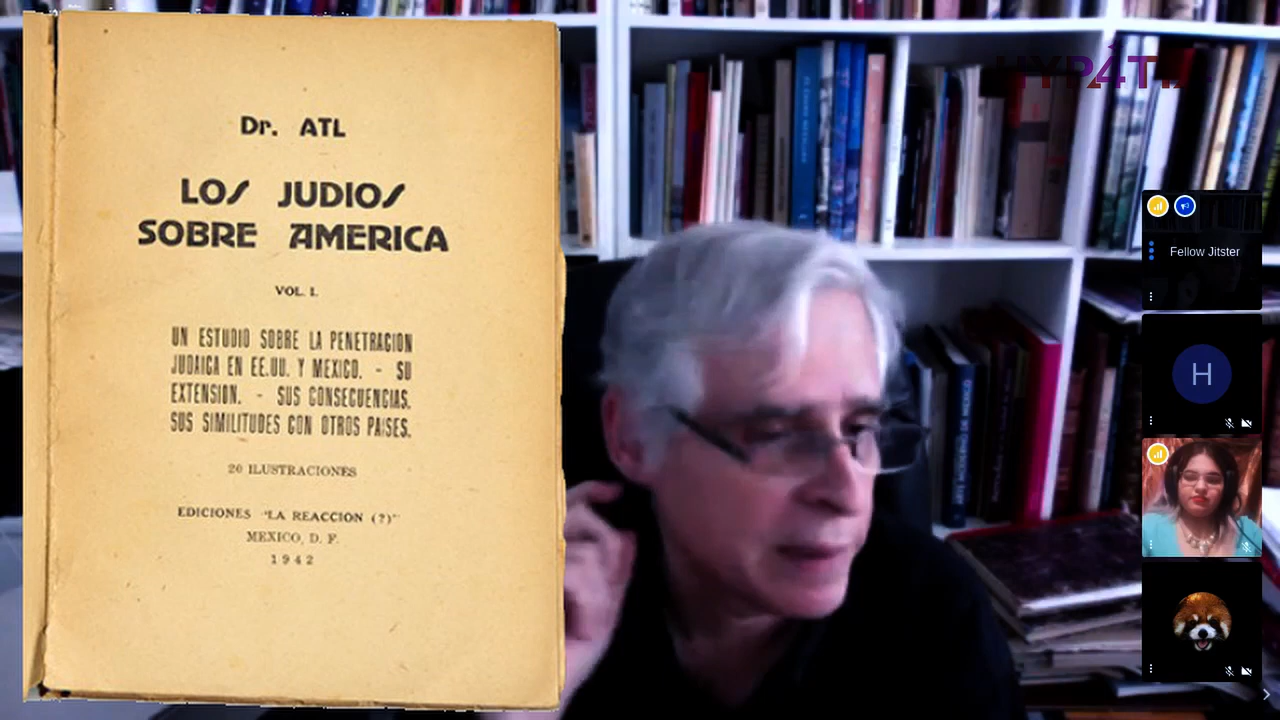 Dr. ATL
LOS JUDIOS
SOBRE AMERICA
VOL. I.
UN ESTUDIO SOBRE LA PENETRACION
JUDAICA EN EE.UU. Y MEXICO. - SU
EXTENSION. - SUS CONSECUENCIAS.
SUS SIMILITUDES CON OTROS PAISES.
20 ILUSTRACIONES
EDICIONES "LA REACCION (?)"
MEXICO, D. F.
1942
Fellow Jitster
H